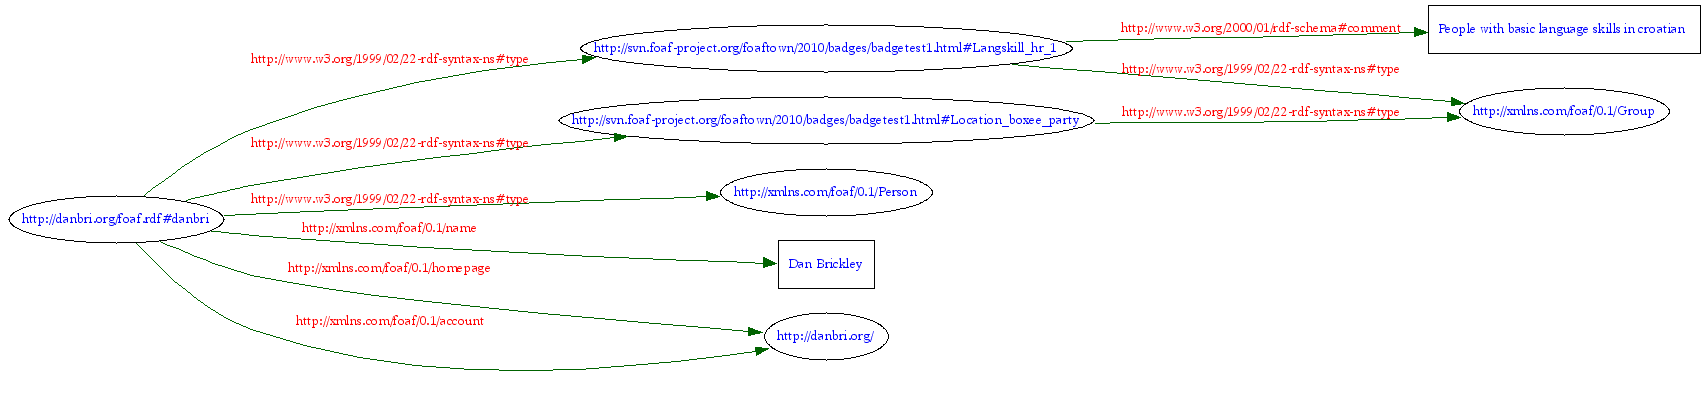 http://www.w3.org/2000/01/rdf-schema#comment
People with basic language skills in croatian
http://svn.foaf-project.org/foaftown/2010/badges/badgetest1.html#Langskill_hr_1
http://www.w3.org/1999/02/22-rdf-syntax-ns#type
http://www.w3.org/1999/02/22-rdf-syntax-ns#type
http://www.w3.org/1999/02/22-rdf-syntax-ns#type
http://xmlns.com/foaf/0.1/Group
http://svn.foaf-project.org/foaftown/2010/badges/badgetest1.html#Location_boxee_party
http://www.w3.org/1999/02/22-rdf-syntax-ns#type
http://xmlns.com/foaf/0.1/Person
http://www.w3.org/1999/02/22-rdf-syntax-ns#type
http://danbri.org/foaf.rdf#danbri
http://xmlns.com/foaf/0.1/name
Dan Brickley
http://xmlns.com/foaf/0.1/homepage
http://xmlns.com/foaf/0.1/account
http://danbri.org/